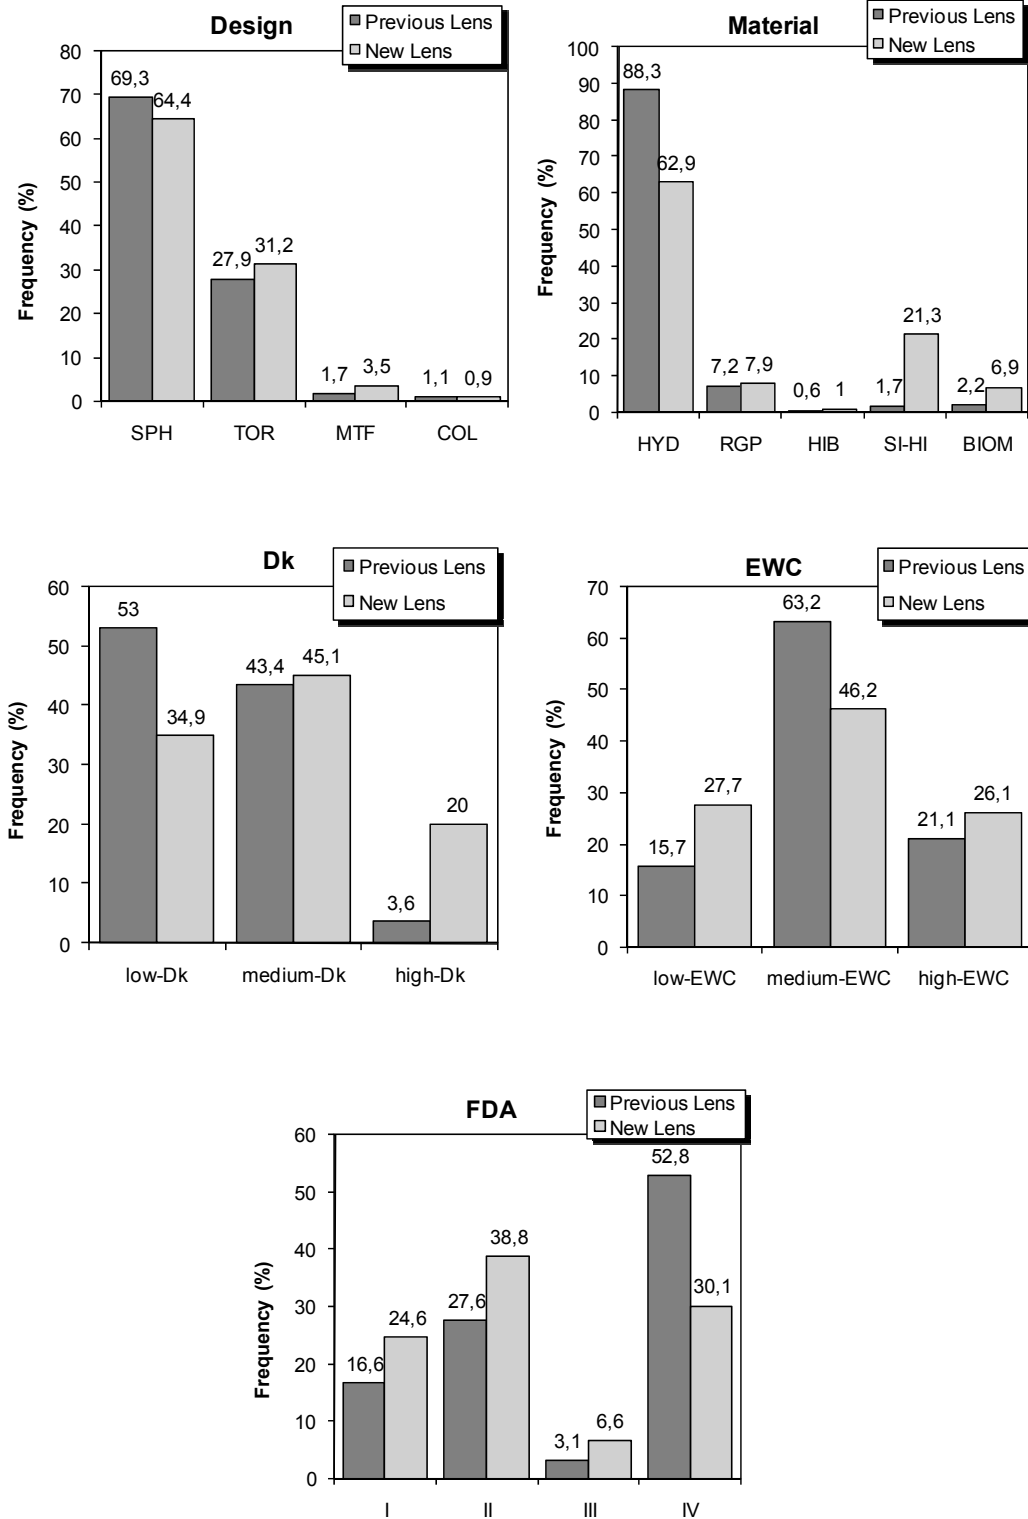 Design
Previous Lens
New Lens
Frequency (%)
80
70
60
50
40
30
20
10
0
69,3
64,4
27,9
31,2
1,7
3,5
1,1
0,9
SPH
TOR
MTF
COL
Material
Previous Lens
New Lens
Frequency (%)
100
90
80
70
60
50
40
30
20
10
0
88,3
62,9
7,2
7,9
0,6
1
1,7
21,3
2,2
6,9
HYD
RGP
HIB
SI-HI
BIOM
Dk
Previous Lens
New Lens
Frequency (%)
60
50
40
30
20
10
0
53
34,9
43,4
45,1
3,6
20
low-Dk
medium-Dk
high-Dk
EWC
Previous Lens
New Lens
Frequency (%)
70
60
50
40
30
20
10
0
15,7
27,7
63,2
46,2
21,1
26,1
low-EWC
medium-EWC
high-EWC
FDA
Previous Lens
New Lens
Frequency (%)
60
50
40
30
20
10
0
16,6
24,6
27,6
38,8
3,1
6,6
52,8
30,1
I
II
III
IV